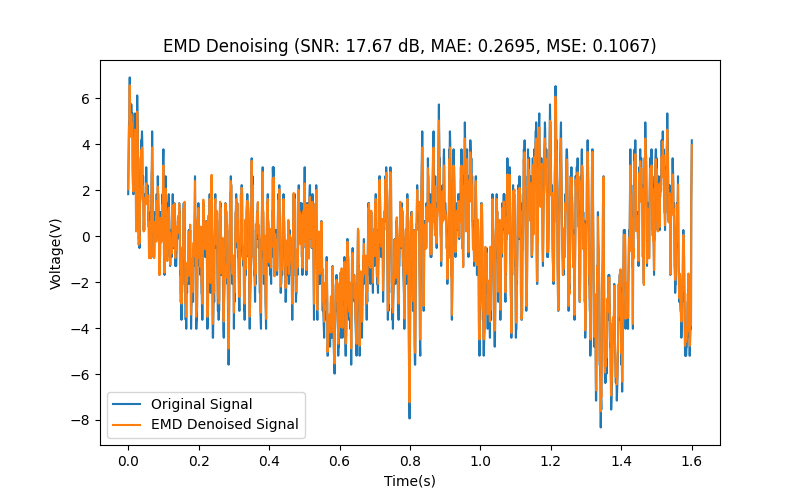 EMD Denoising (SNR: 17.67 dB, MAE: 0.2695, MSE: 0.1067)
6
4
2
0
−2
−4
−6
−8
Voltage(V)
Original Signal
EMD Denoised Signal
0.0 0.2 0.4 0.6 0.8 1.0 1.2 1.4 1.6
Time(s)